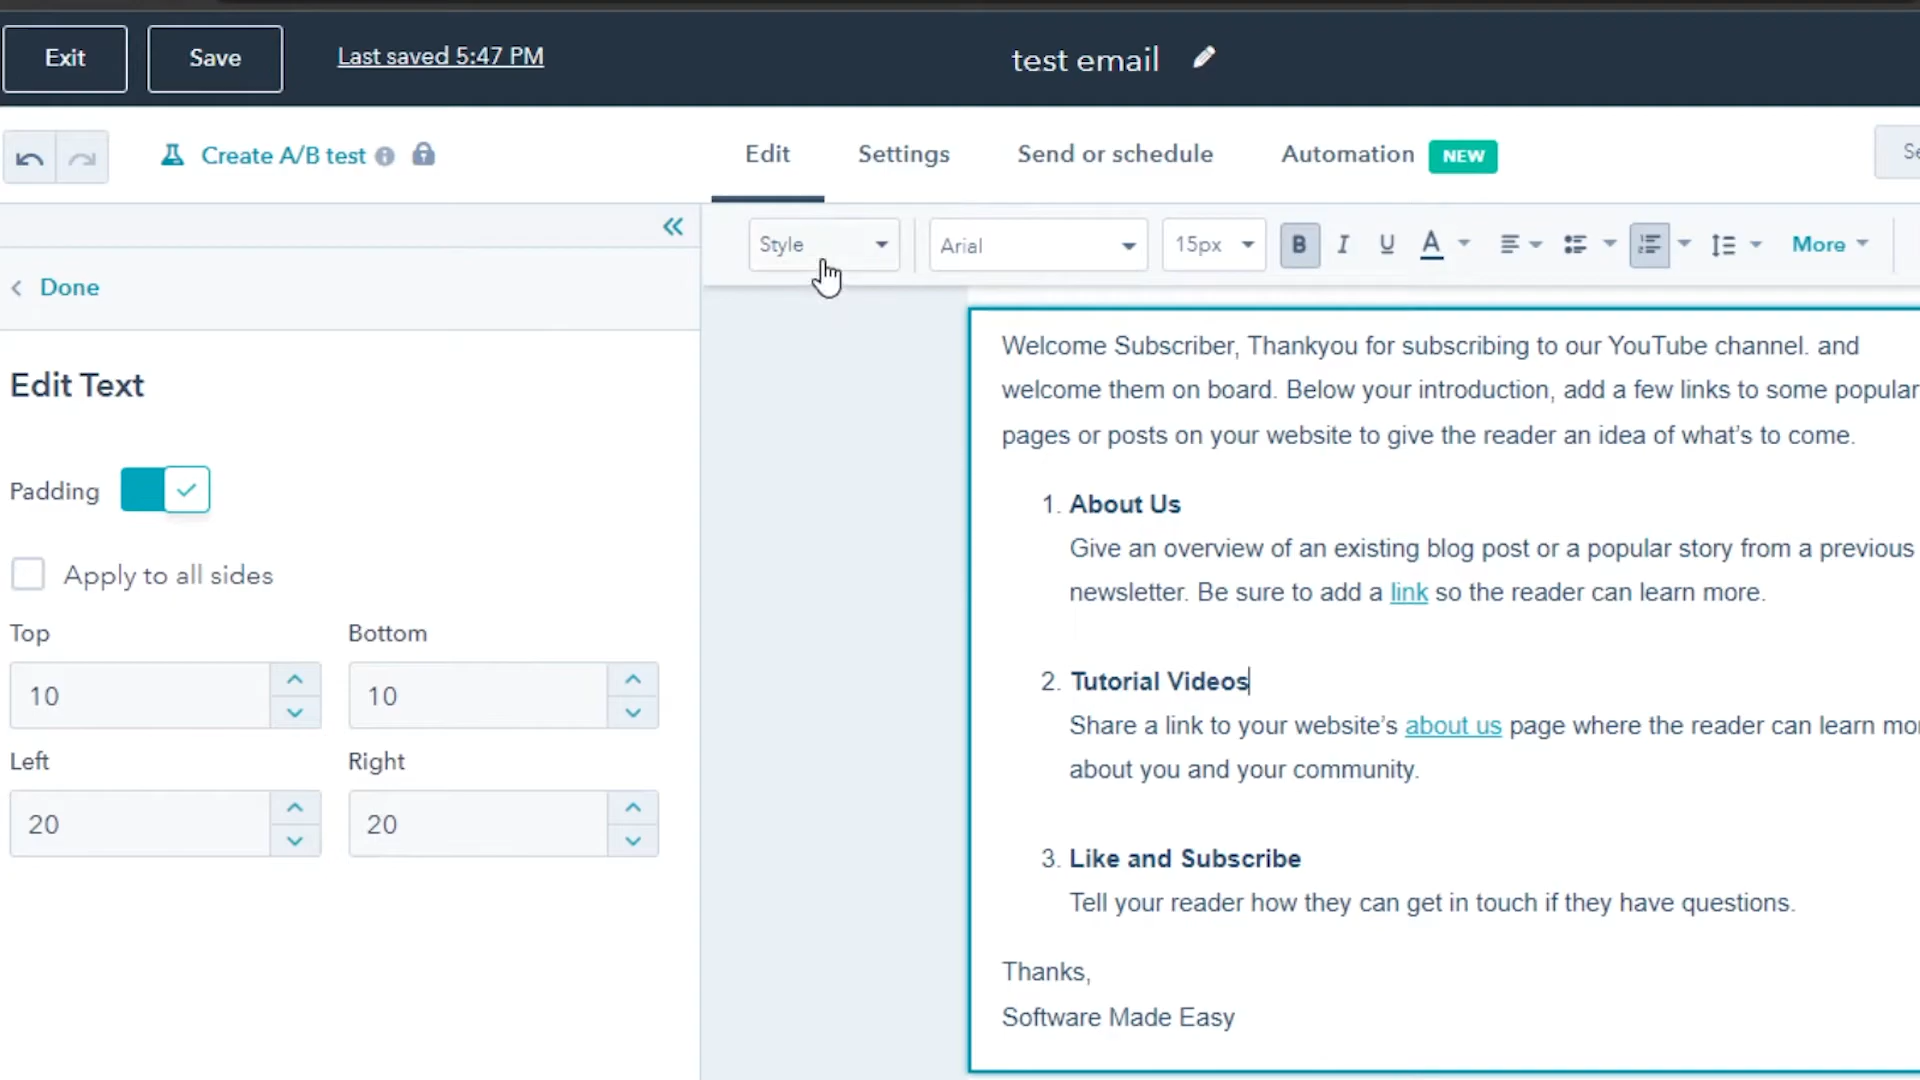 Exit
Save
Last saved 5:47 PM
test email
Create A/B test
Edit
Settings
Send or schedule
Automation
NEW
Style
Arial
15px
B
I
U
A
More
Done
Edit Text
Padding
Apply to all sides
Top
Bottom
10
10
Left
Right
20
20
Welcome Subscriber, Thankyou for subscribing to our YouTube channel. and
welcome them on board. Below your introduction, add a few links to some popular
pages or posts on your website to give the reader an idea of what’s to come.
1. About Us
Give an overview of an existing blog post or a popular story from a previous
newsletter. Be sure to add a link so the reader can learn more.
2. Tutorial Videos
Share a link to your website’s about us page where the reader can learn
about you and your community.
3. Like and Subscribe
Tell your reader how they can get in touch if they have questions.
Thanks,
Software Made Easy